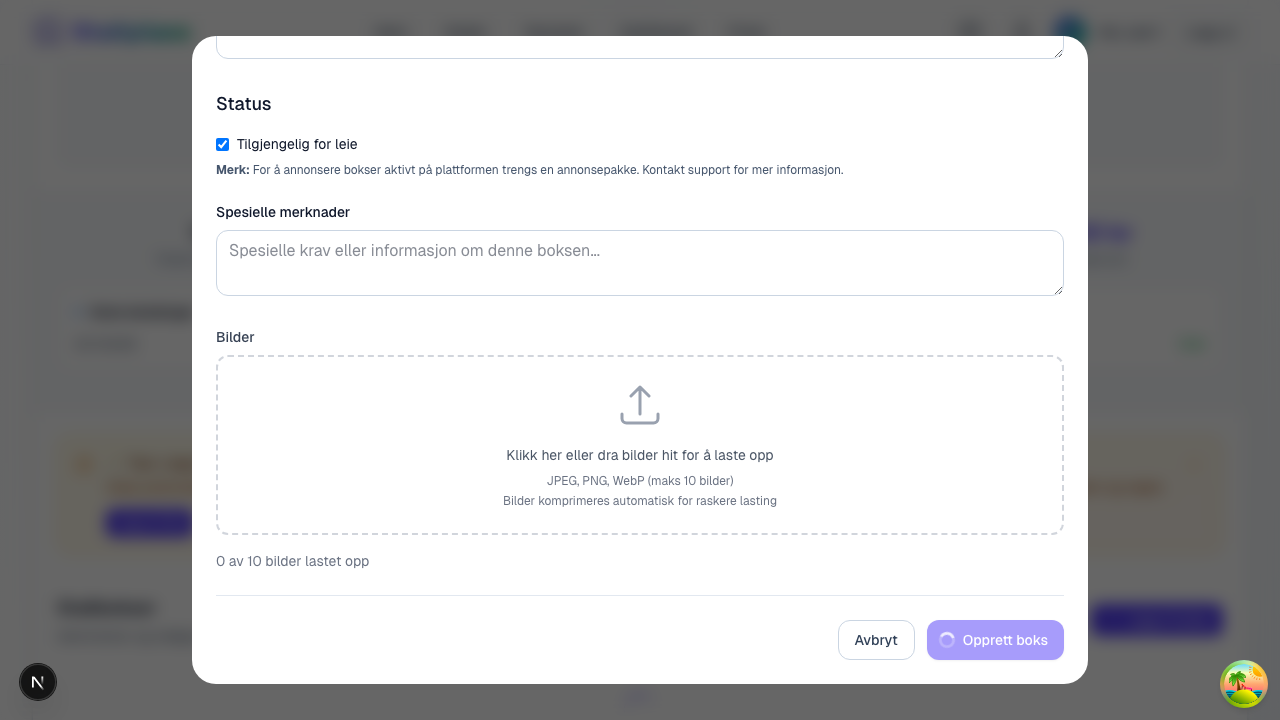 Status
Tilgjengelig for leie
Merk: For å annonsere bokser aktivt på plattformen trengs en annonsepakke. Kontakt support for mer informasjon.
Spesielle merknader
Spesielle krav eller informasjon om denne boksen...
Bilder
Klikk her eller dra bilder hit for å laste opp
JPEG, PNG, WebP (maks 10 bilder)
Bilder komprimeres automatisk for raskere lasting
0 av 10 bilder lastet opp
Avbryt
Opprett boks
N